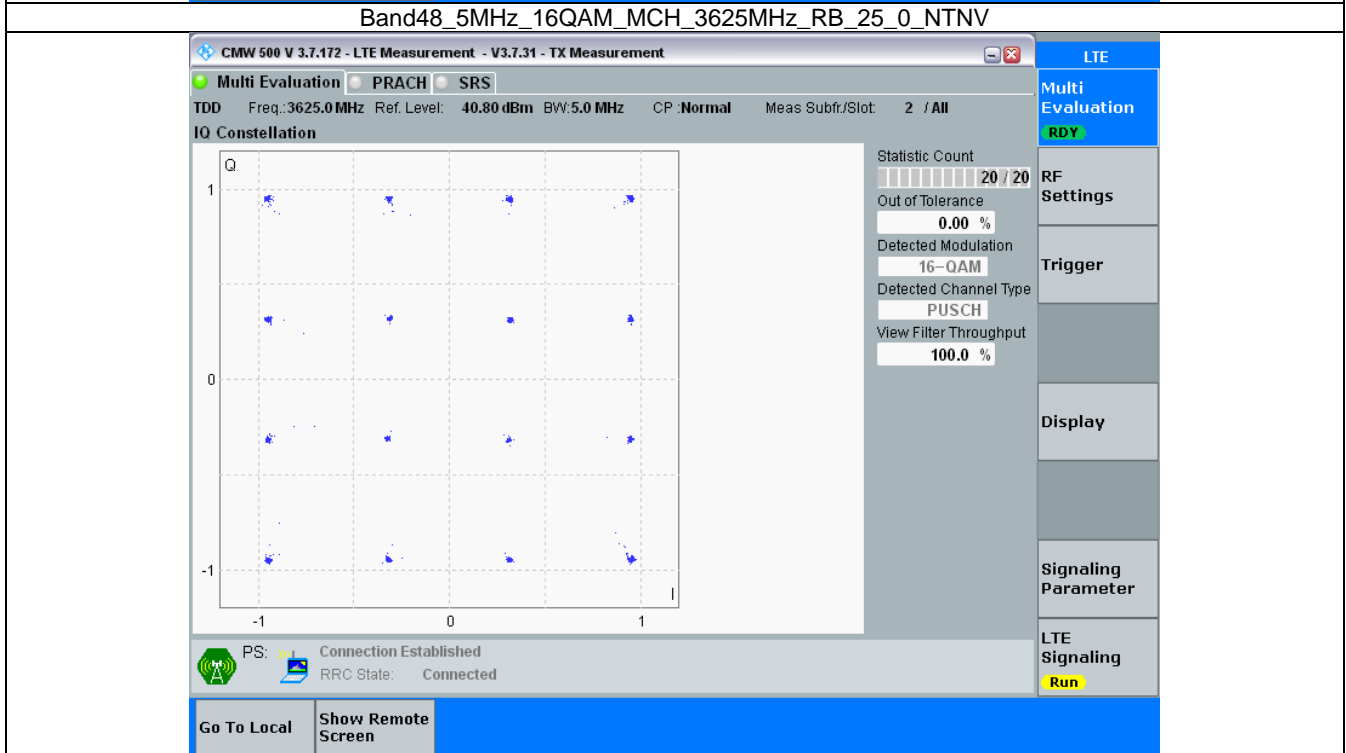 Band48_5MHz_16QAM_MCH_3625MHz_RB_25_0_NTNV
CMW 500 V 3.7.172 - LTE Measurement - V3.7.31 - TX Measurement
LTE
Multi Evaluation PRACH SRS
Multi
Evaluation
RDY
TDD Freq.:3625.0 MHz Ref. Level: 40.80 dBm BW:5.0 MHz CP :Normal Meas Subfr./Slot: 2 / All
IQ Constellation
Q
1
0
-1
-1 0 1
I
Statistic Count
20 / 20
Out of Tolerance
0.00 %
Detected Modulation
16-QAM
Detected Channel Type
PUSCH
View Filter Throughput
100.0 %
RF
Settings
Trigger
Display
Signaling
Parameter
LTE
Signaling
Run
PS: Connection Established
RRC State: Connected
Go To Local
Show Remote
Screen